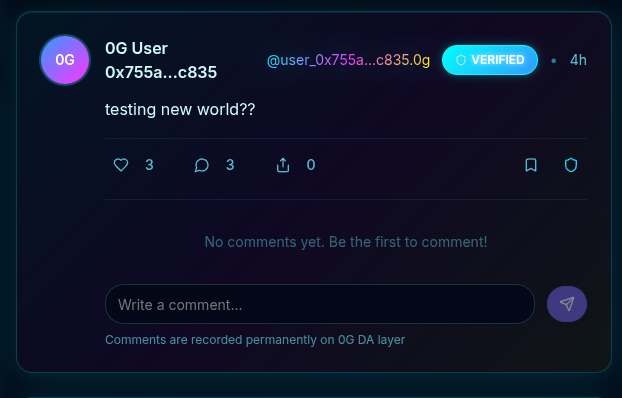 0G
0G User
0x755a...c835
@user_0x755a...c835.0g
VERIFIED
• 4h
testing new world??
3 3 0
No comments yet. Be the first to comment!
Write a comment...
Comments are recorded permanently on 0G DA layer